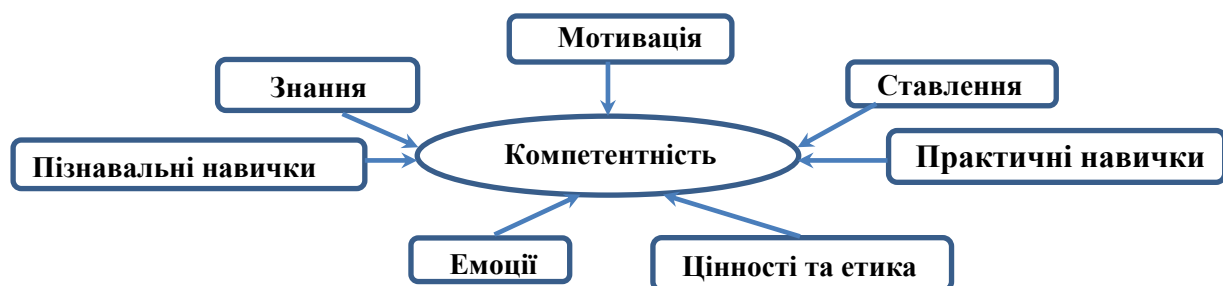 Мотивація
Знання
Ставлення
Компетентність
Пізнавальні навички
Практичні навички
Емоції
Цінності та етика